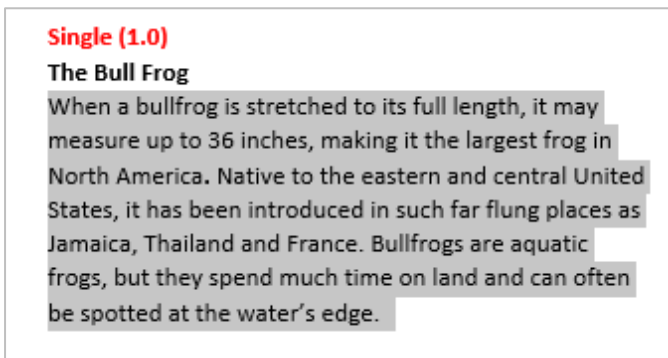 Single (1.0)
The Bull Frog
When a bullfrog is stretched to its full length, it may
measure up to 36 inches, making it the largest frog in
North America. Native to the eastern and central United
States, it has been introduced in such far flung places as
Jamaica, Thailand and France. Bullfrogs are aquatic
frogs, but they spend much time on land and can often
be spotted at the water’s edge.